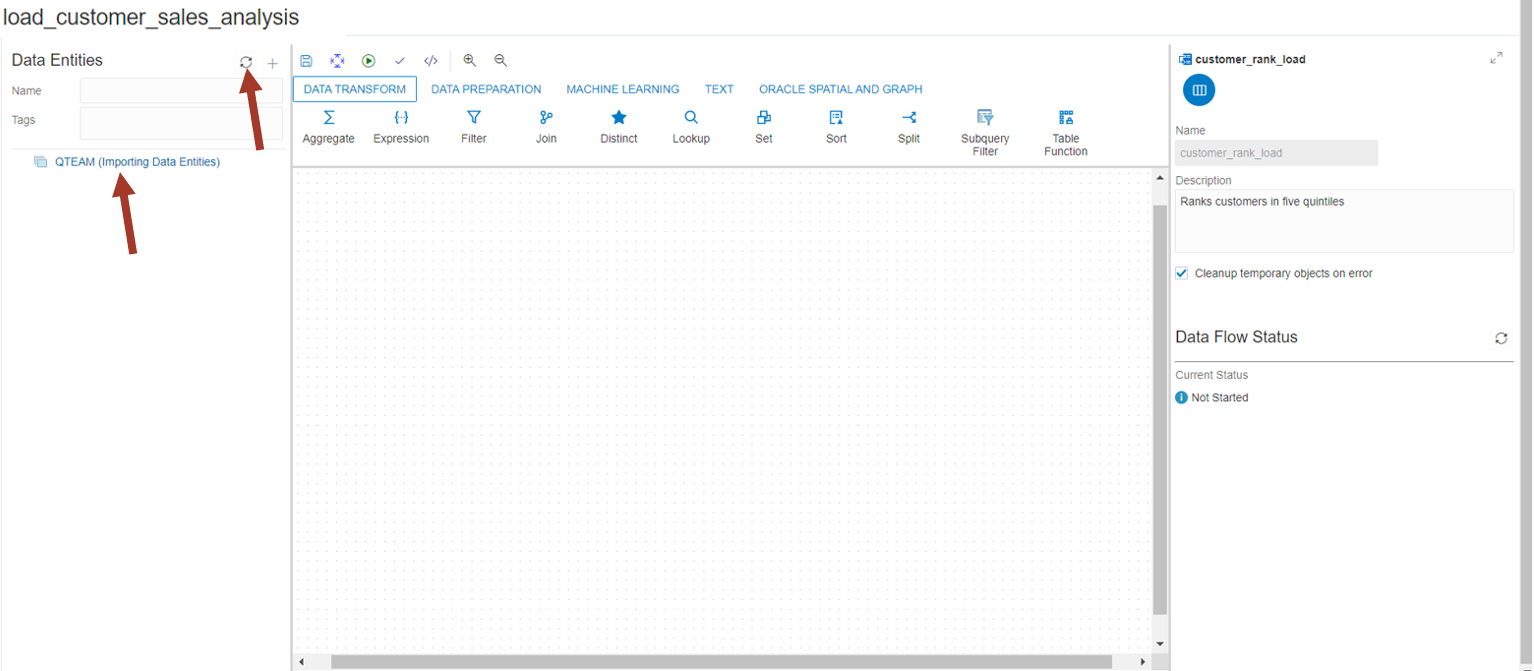 load_customer_sales_analysis
Data Entities
Name
Tags
QTEAM (Importing Data Entities)
DATA TRANSFORM DATA PREPARATION MACHINE LEARNING TEXT ORACLE SPATIAL AND GRAPH
Aggregate Expression Filter Join Distinct Lookup Set Sort Split Subquery Filter Table Function
customer_rank_load
Name
customer_rank_load
Description
Ranks customers in five quintiles
Cleanup temporary objects on error
Data Flow Status
Current Status
Not Started